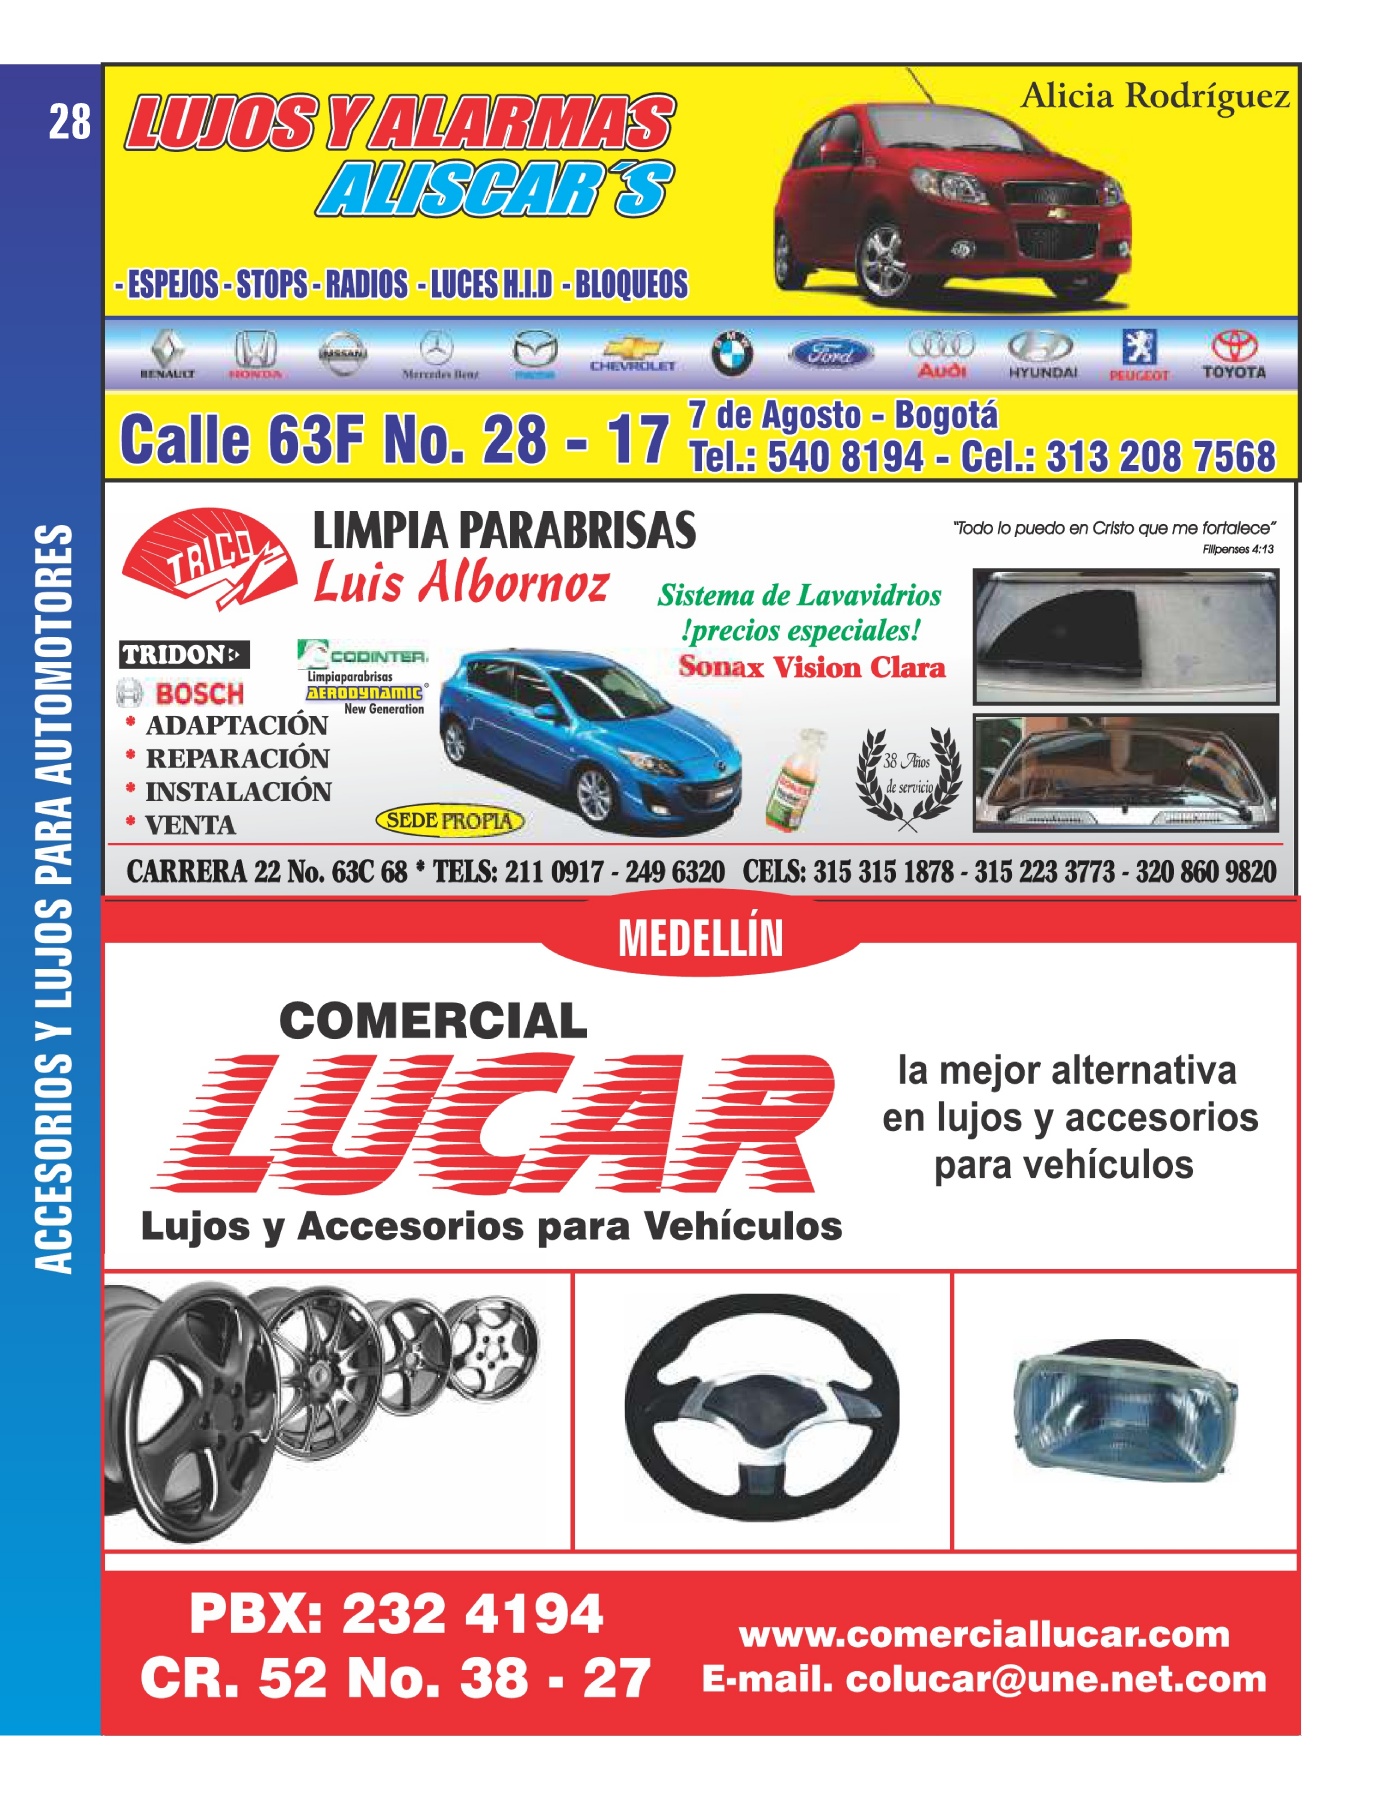 28
ACCESORIOS Y LUJOS PARA AUTOMOTORES
LUJOS Y ALARMAS
ALISCAR´S
Alicia Rodríguez
- ESPEJOS - STOPS - RADIOS - LUCES H.I.D - BLOQUEOS
RENAULT HONDA NISSAN Mercedes Benz mazda CHEVROLET BMW Ford Audi HYUNDAI PEUGEOT TOYOTA
Calle 63F No. 28 - 17
7 de Agosto - Bogotá
Tel.: 540 8194 - Cel.: 313 208 7568
TRICO
LIMPIA PARABRISAS
Luis Albornoz
"Todo lo puedo en Cristo que me fortalece"
Filipenses 4:13
Sistema de Lavavidrios
!precios especiales!
Sonax Vision Clara
TRIDON
BOSCH
CODINTER
Limpiaparabrisas
AERODYNAMIC
New Generation
* ADAPTACIÓN
* REPARACIÓN
* INSTALACIÓN
* VENTA
SEDE PROPIA
SONAX
38 Años
de servicio
CARRERA 22 No. 63C 68 * TELS: 211 0917 - 249 6320 CELS: 315 315 1878 - 315 223 3773 - 320 860 9820
MEDELLÍN
COMERCIAL
LUCAR
Lujos y Accesorios para Vehículos
la mejor alternativa
en lujos y accesorios
para vehículos
PBX: 232 4194
CR. 52 No. 38 - 27
www.comerciallucar.com
E-mail. colucar@une.net.com